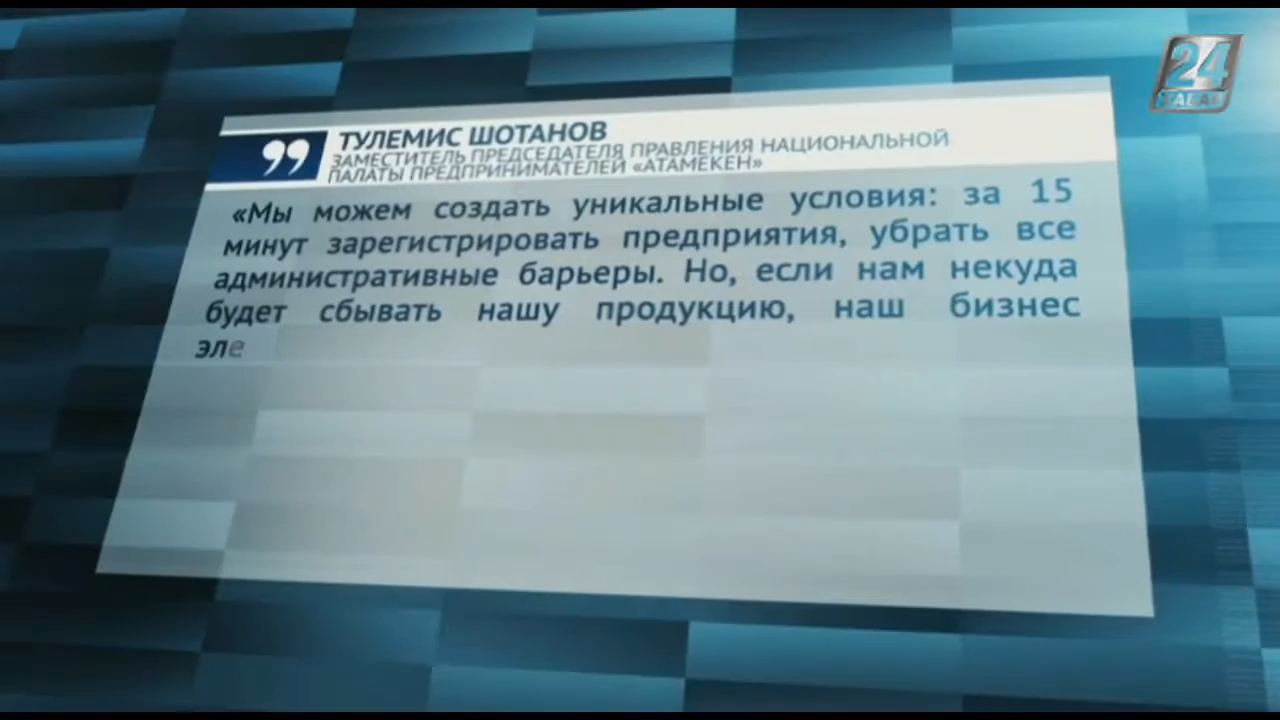 24
ХАБАР
ТУЛЕМИС ШОТАНОВ
ЗАМЕСТИТЕЛЬ ПРЕДСЕДАТЕЛЯ ПРАВЛЕНИЯ НАЦИОНАЛЬНОЙ
ПАЛАТЫ ПРЕДПРИНИМАТЕЛЕЙ «АТАМЕКЕН»
«Мы можем создать уникальные условия: за 15
минут зарегистрировать предприятия, убрать все
административные барьеры. Но, если нам некуда
будет сбывать нашу продукцию, наш бизнес
эле